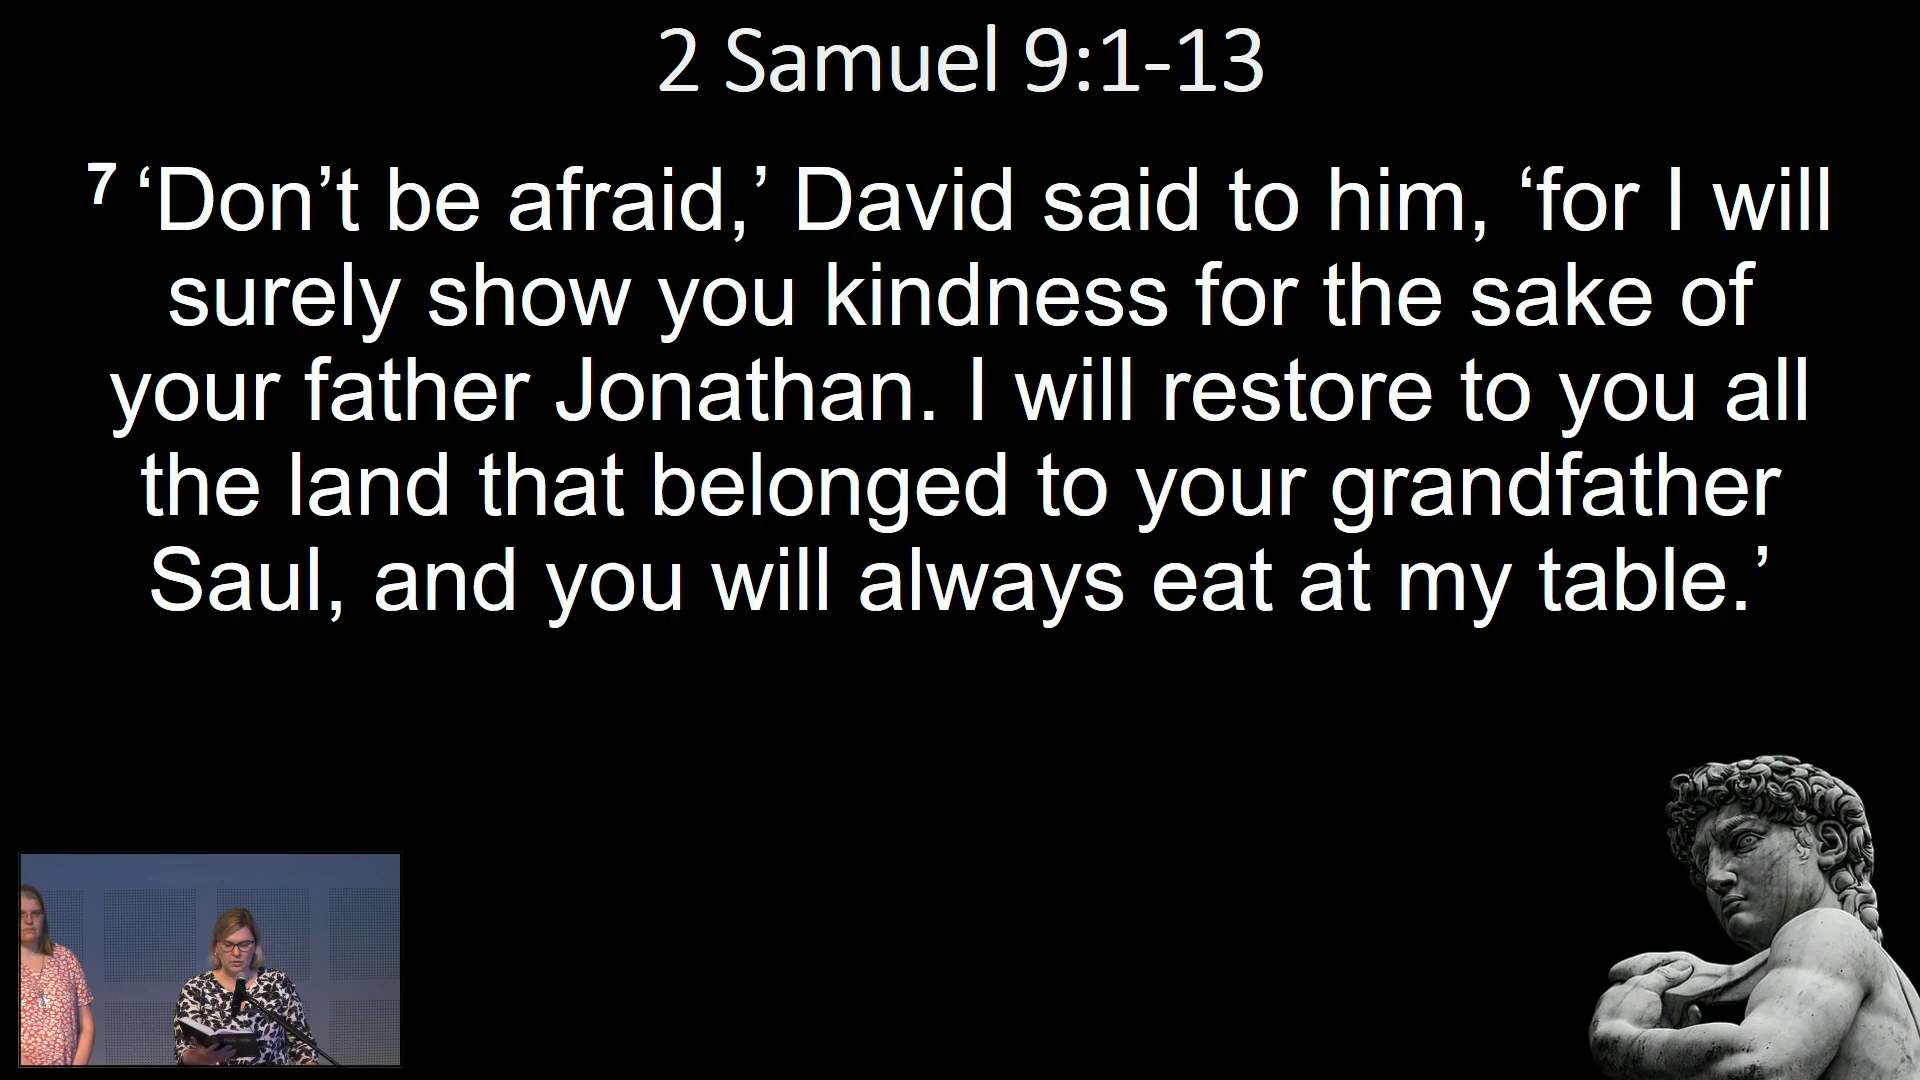 2 Samuel 9:1-13
7 ‘Don’t be afraid,’ David said to him, ‘for I will
surely show you kindness for the sake of
your father Jonathan. I will restore to you all
the land that belonged to your grandfather
Saul, and you will always eat at my table.’